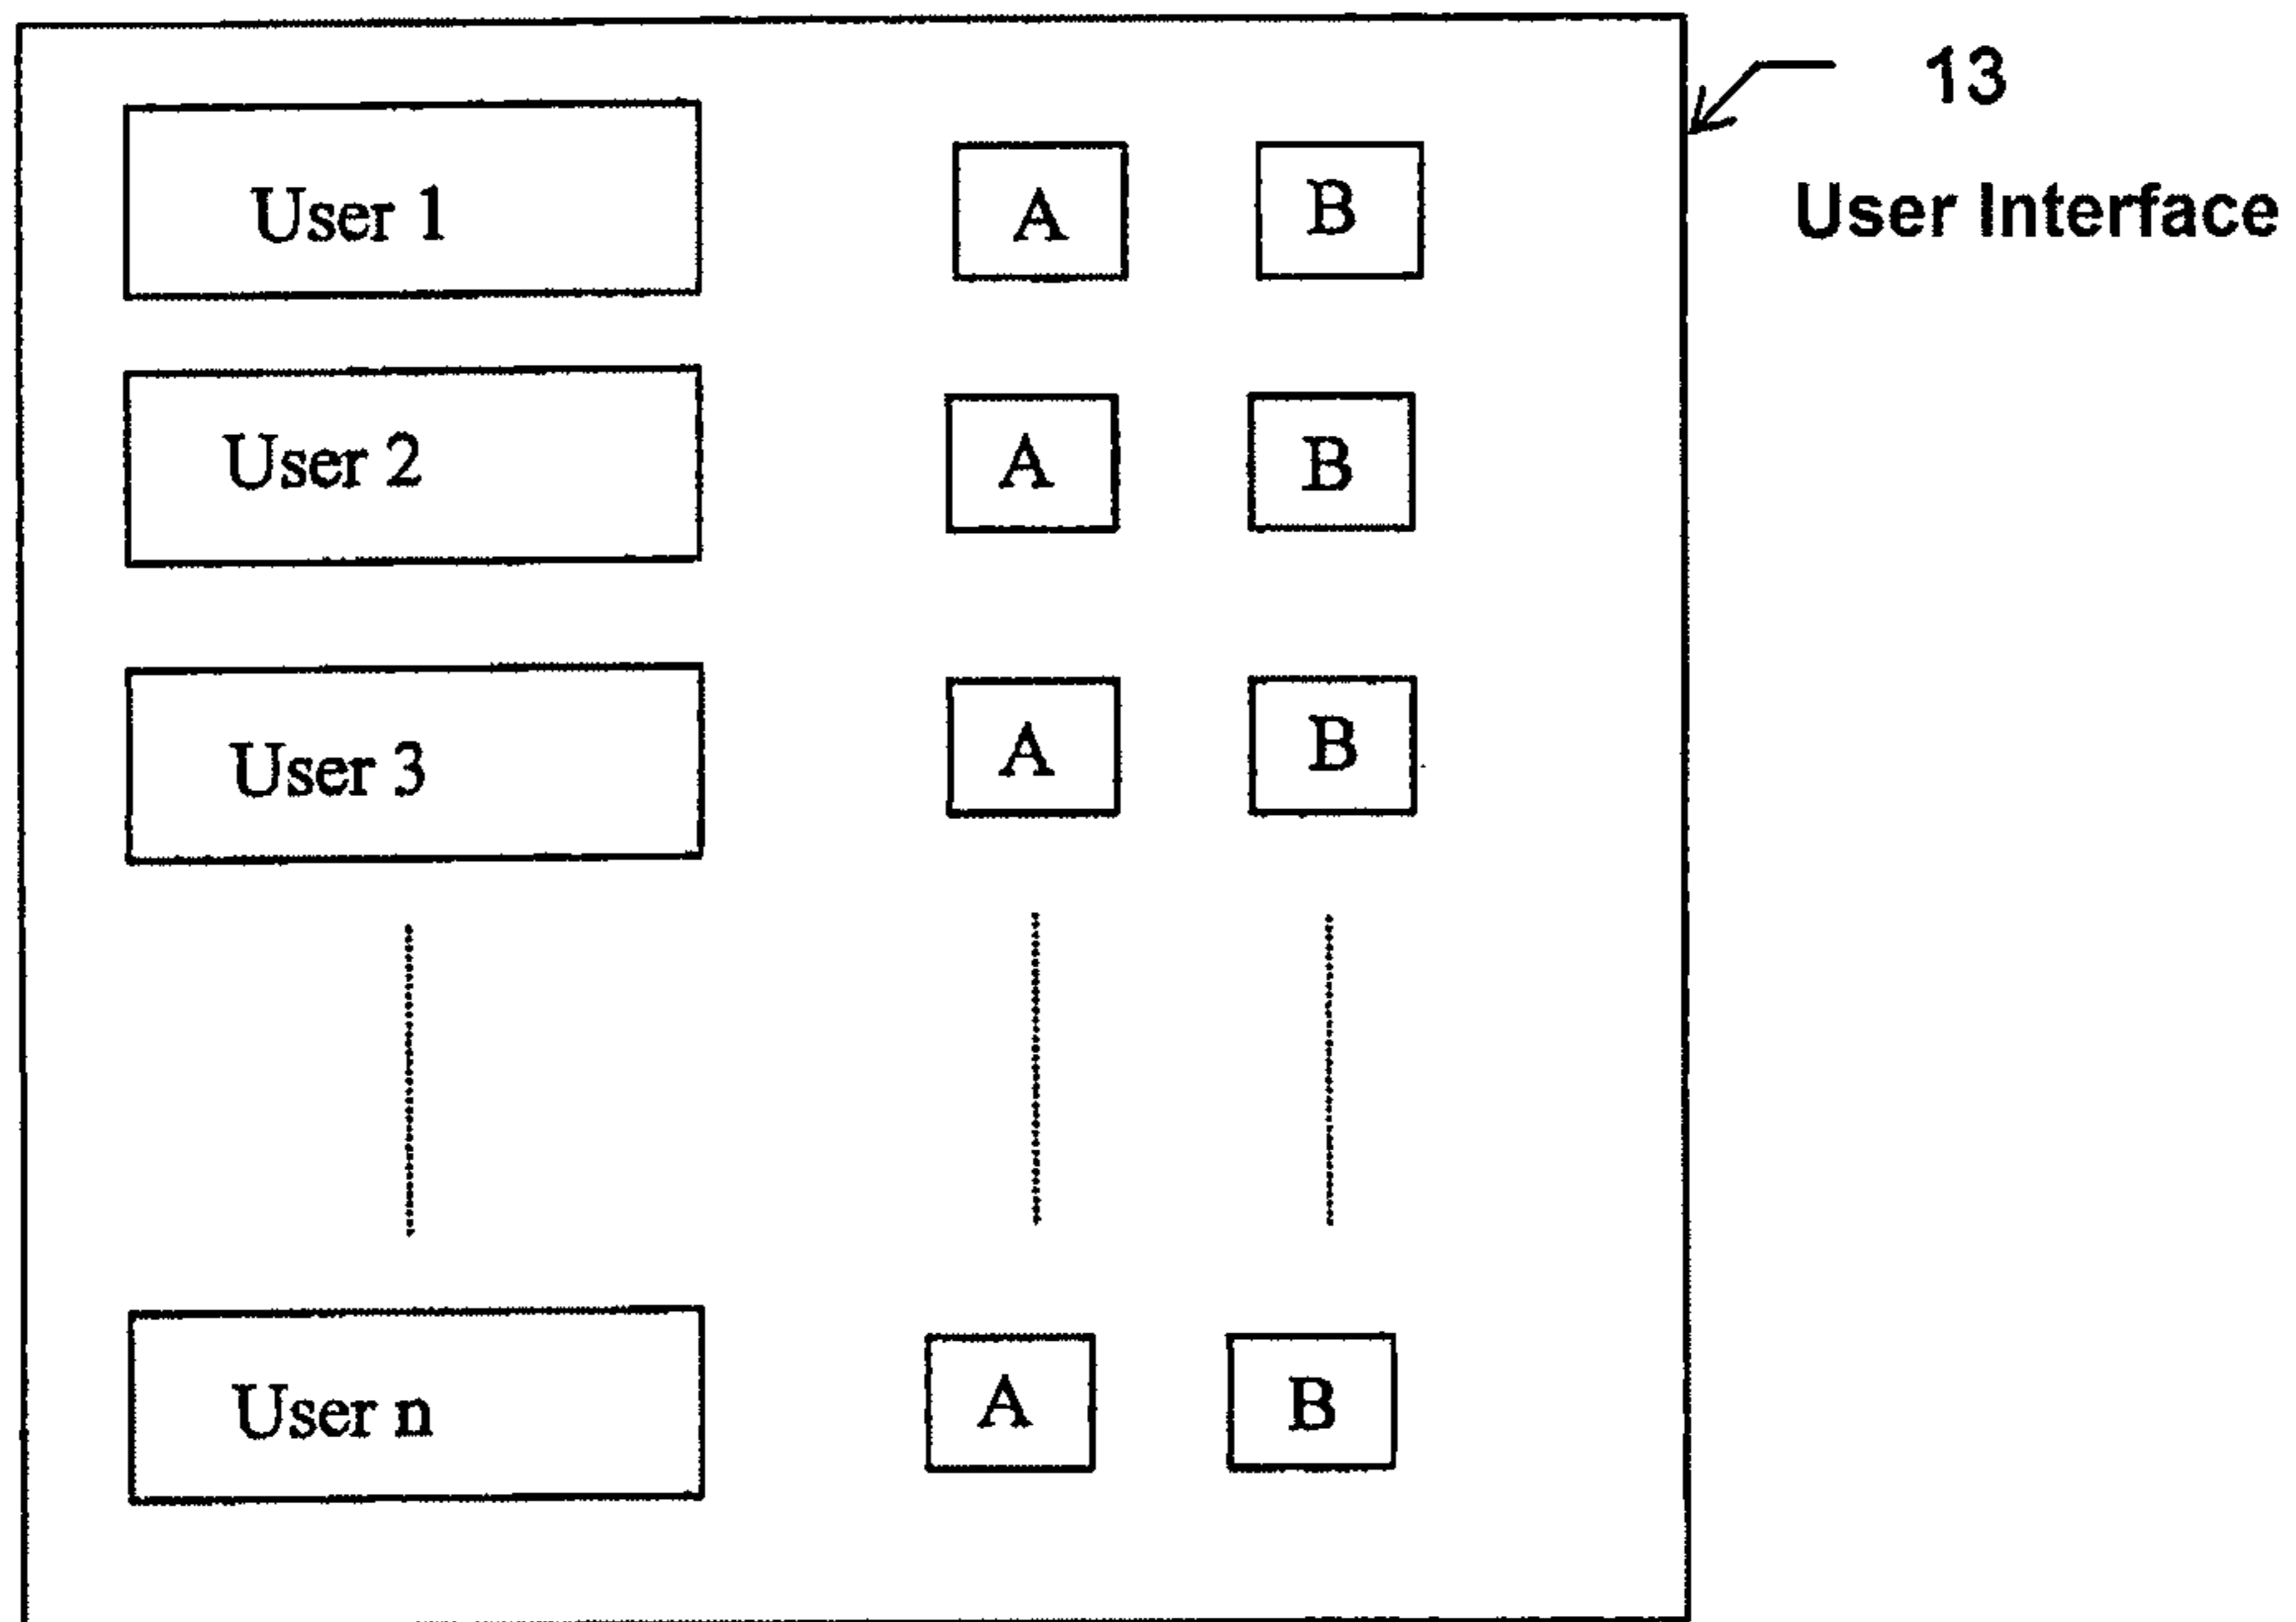 13
User Interface
User 1 A B
User 2 A B
User 3 A B
User n A B